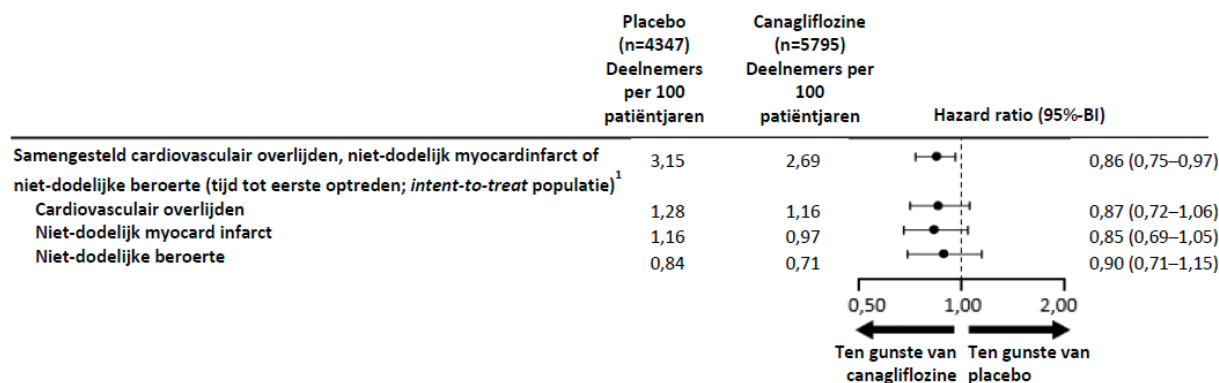 Placebo
(n=4347)
Deelnemers
per 100
patiëntjaren
Canagliflozine
(n=5795)
Deelnemers per
100
patiëntjaren
Hazard ratio (95%-BI)
Samengesteld cardiovasculair overlijden, niet-dodelijk myocardinfarct of
niet-dodelijke beroerte (tijd tot eerste optreden; intent-to-treat populatie)1
3,15 2,69 0,86 (0,75–0,97)
Cardiovasculair overlijden 1,28 1,16 0,87 (0,72–1,06)
Niet-dodelijk myocard infarct 1,16 0,97 0,85 (0,69–1,05)
Niet-dodelijke beroerte 0,84 0,71 0,90 (0,71–1,15)
0,50 1,00 2,00
Ten gunste van
canagliflozine
Ten gunste van
placebo